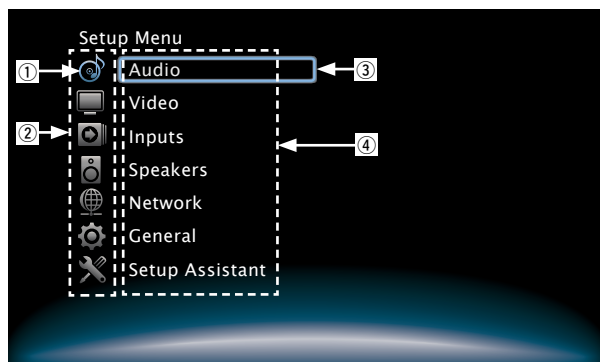 Setup Menu
① Audio ③
Video
② Inputs ④
Speakers
Network
General
Setup Assistant